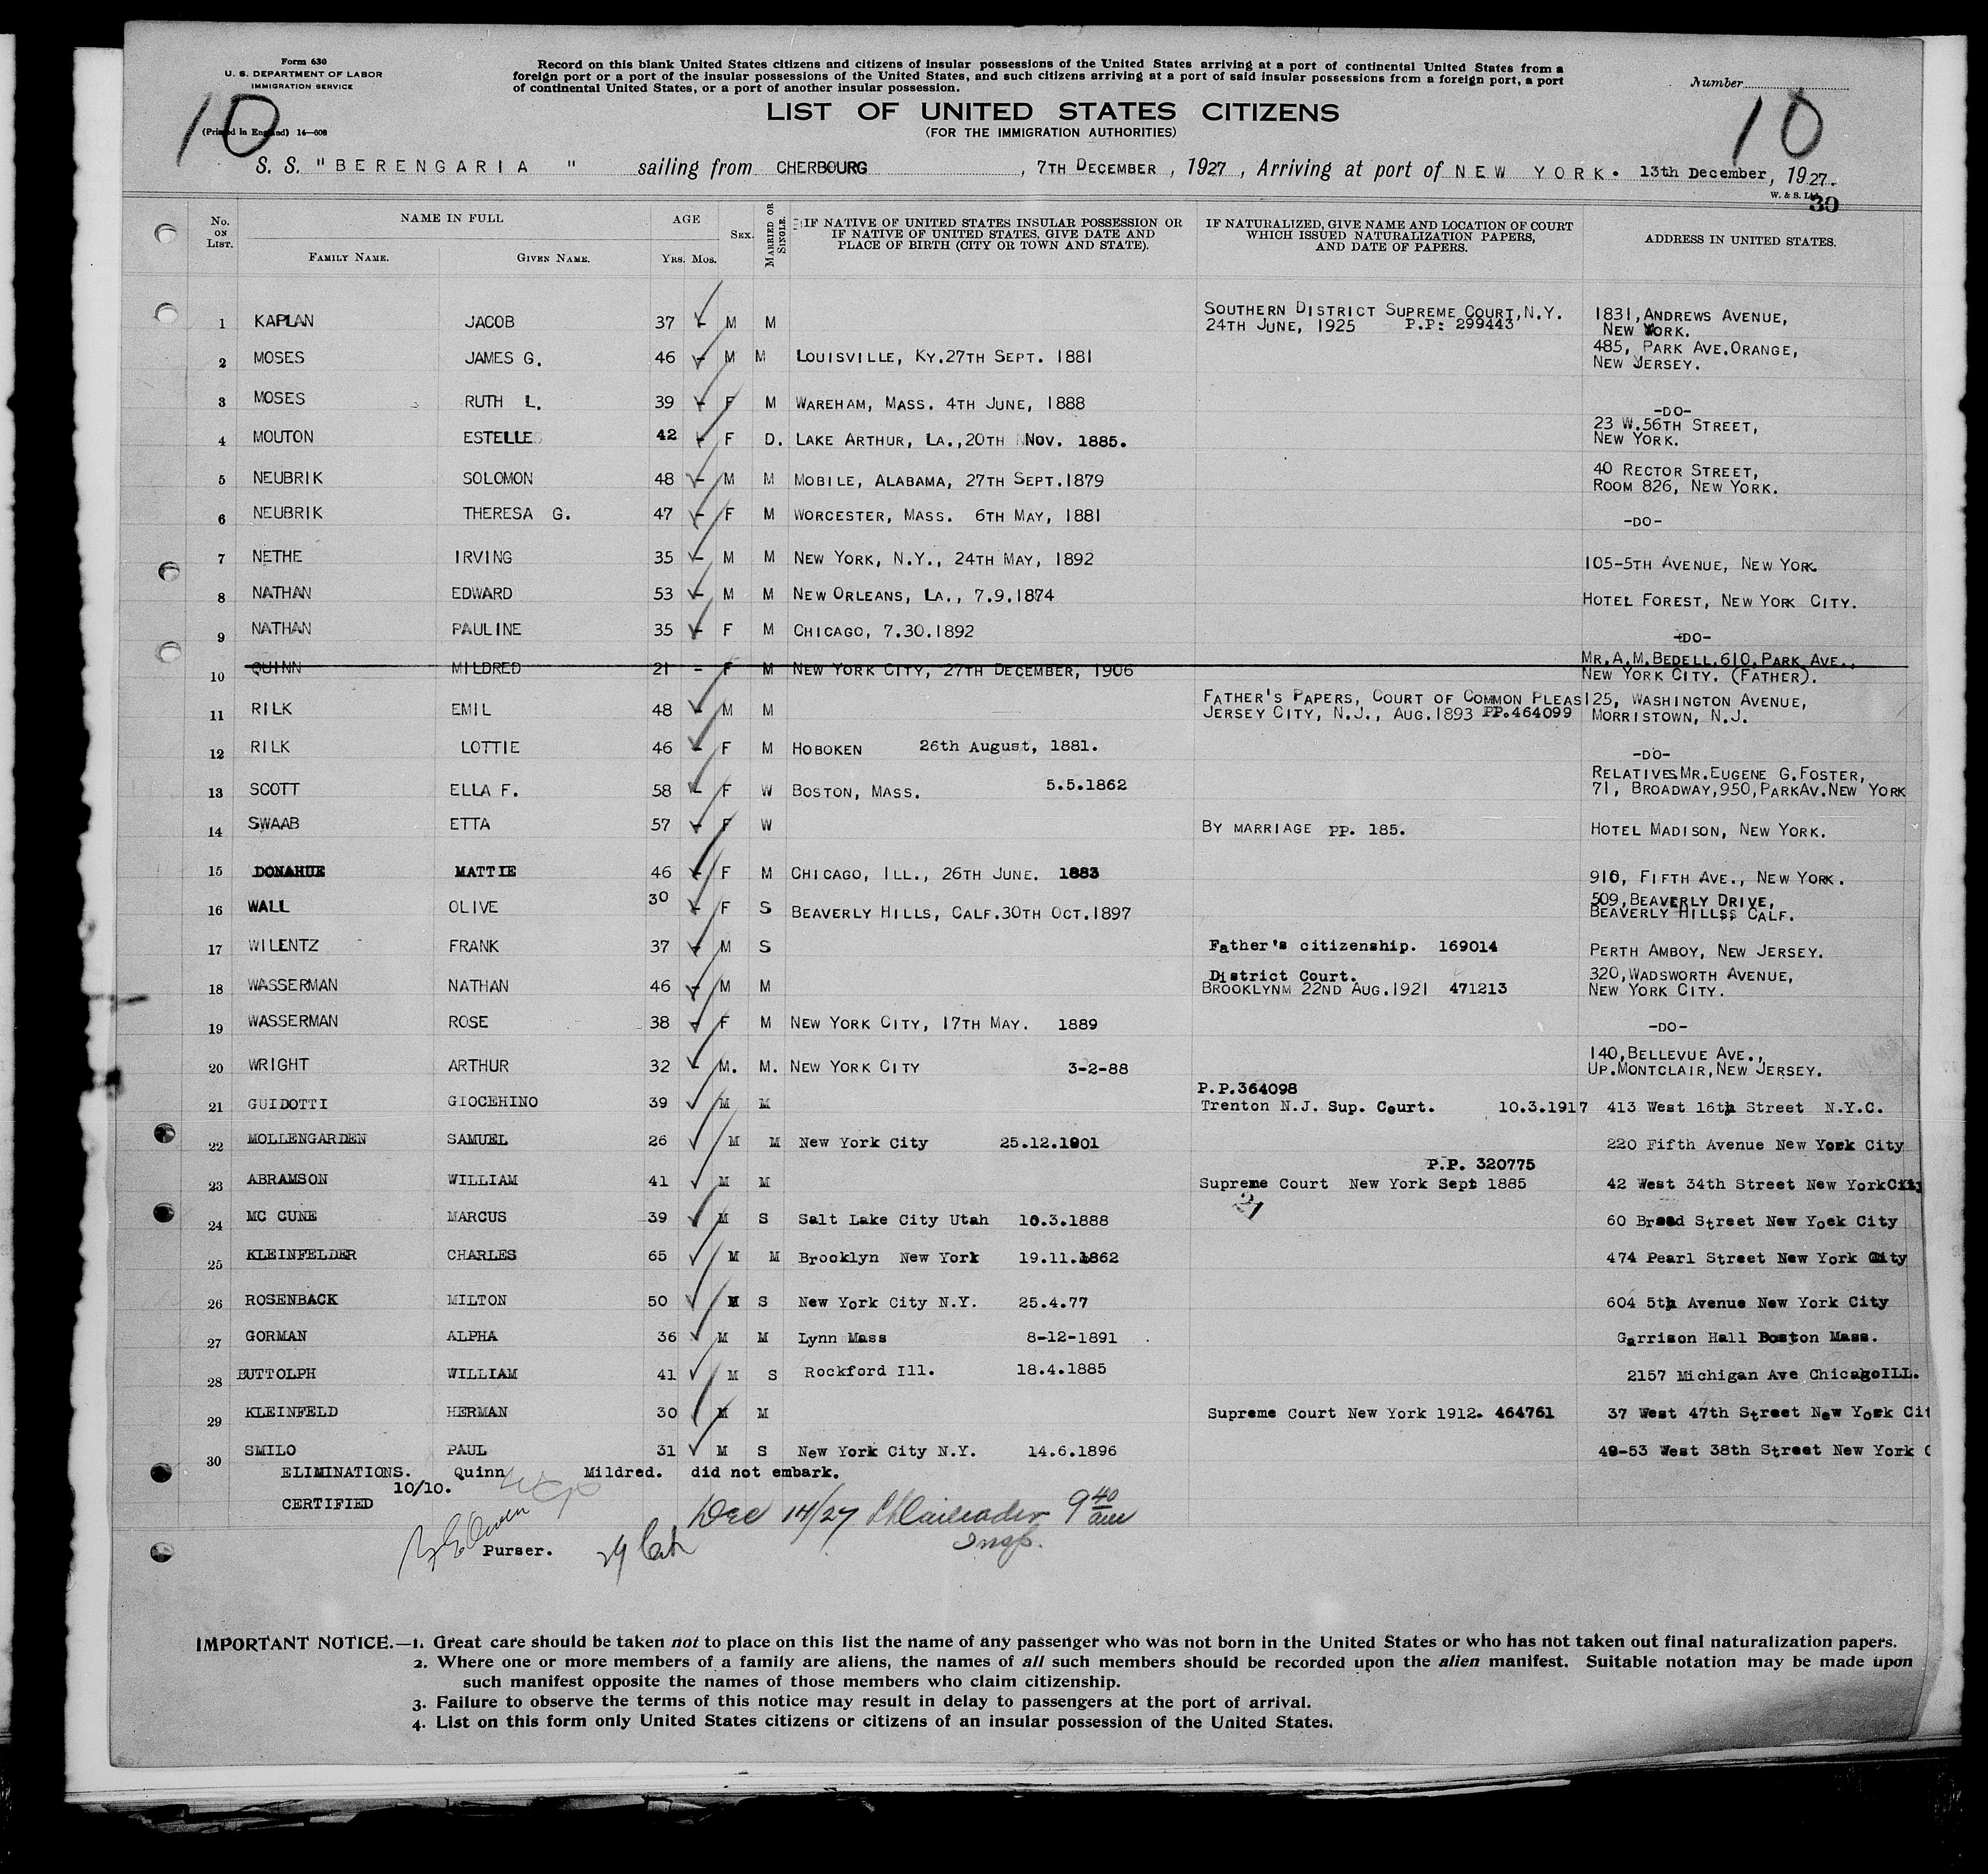 Form 630
U. S. DEPARTMENT OF LABOR
IMMIGRATION SERVICE
(Printed in England) 14—608
10
Record on this blank United States citizens and citizens of insular possessions of the United States arriving at a port of continental United States from a
foreign port or a port of the insular possessions of the United States, and such citizens arriving at a port of said insular possessions from a foreign port, a port
of continental United States, or a port of another insular possession.
Number
10
LIST OF UNITED STATES CITIZENS
(FOR THE IMMIGRATION AUTHORITIES)
S. S. "BERENGARIA" sailing from CHERBOURG, 7TH DECEMBER, 1927, Arriving at port of NEW YORK. 13th December, 1927.
W. & S. Ltd.
30
No. ON LIST. NAME IN FULL FAMILY NAME. GIVEN NAME. AGE YRS. MOS. SEX. MARRIED OR SINGLE. IF NATIVE OF UNITED STATES INSULAR POSSESSION OR IF NATIVE OF UNITED STATES, GIVE DATE AND PLACE OF BIRTH (CITY OR TOWN AND STATE). IF NATURALIZED, GIVE NAME AND LOCATION OF COURT WHICH ISSUED NATURALIZATION PAPERS, AND DATE OF PAPERS. ADDRESS IN UNITED STATES.
1 KAPLAN JACOB 37 - M M SOUTHERN DISTRICT SUPREME COURT,N.Y. 24TH JUNE, 1925 P.P: 299443 1831,ANDREWS AVENUE, NEW YORK.
2 MOSES JAMES G. 46 - M M LOUISVILLE, KY.27TH SEPT. 1881 485, PARK AVE.ORANGE, NEW JERSEY.
3 MOSES RUTH L. 39 - F M WAREHAM, MASS. 4TH JUNE, 1888 -DO-
4 MOUTON ESTELLE 42 - F D. LAKE ARTHUR, LA.,20TH NOV. 1885. 23 W.56TH STREET, NEW YORK.
5 NEUBRIK SOLOMON 48 - M M MOBILE, ALABAMA, 27TH SEPT.1879 40 RECTOR STREET, ROOM 826, NEW YORK.
6 NEUBRIK THERESA G. 47 - F M WORCESTER, MASS. 6TH MAY, 1881 -DO-
7 NETHE IRVING 35 - M M NEW YORK, N.Y., 24TH MAY, 1892 105-5TH AVENUE, NEW YORK
8 NATHAN EDWARD 53 - M M NEW ORLEANS, LA., 7.9.1874 HOTEL FOREST, NEW YORK CITY.
9 NATHAN PAULINE 35 - F M CHICAGO, 7.30.1892 -DO-
10 QUINN MILDRED 21 - F M NEW YORK CITY, 27TH DECEMBER, 1906 MR.A.M.BEDELL,610,PARK AVE., NEW YORK CITY. (FATHER).
11 RILK EMIL 48 - M M FATHER'S PAPERS, COURT OF COMMON PLEAS JERSEY CITY, N.J., AUG.1893 PP.464099 125, WASHINGTON AVENUE, MORRISTOWN, N.J.
12 RILK LOTTIE 46 - F M HOBOKEN 26th August, 1881. -DO-
13 SCOTT ELLA F. 58 - F W BOSTON, MASS. 5.5.1862 RELATIVES MR.EUGENE G.FOSTER, 71, BROADWAY,950,PARKAV.NEW YORK
14 SWAAB ETTA 57 - F W BY MARRIAGE PP. 185. HOTEL MADISON, NEW YORK.
15 DONAHUE MATTIE 46 - F M CHICAGO, ILL., 26TH JUNE. 1883 910, FIFTH AVE., NEW YORK.
16 WALL OLIVE 30 - F S BEAVERLY HILLS, CALF.30TH OCT.1897 509,BEAVERLY DRIVE, BEAVERLY HILLSS CALF.
17 WILENTZ FRANK 37 - M S Father's citizenship. 169014 PERTH AMBOY, NEW JERSEY.
18 WASSERMAN NATHAN 46 - M M District Court. BROOKLYNM 22ND AUG.1921 471213 320,WADSWORTH AVENUE, NEW YORK CITY.
19 WASSERMAN ROSE 38 - F M NEW YORK CITY, 17TH MAY. 1889 -DO-
20 WRIGHT ARTHUR 32 - M. M. NEW YORK CITY 3-2-88 140,BELLEVUE AVE., UP.MONTCLAIR,NEW JERSEY.
21 GUIDOTTI GIOCEHINO 39 M M P.P.364098 Trenton N.J. Sup. Court. 10.3.1917 413 West 16th Street N.Y.C.
22 MOLLENGARDEN SAMUEL 26 M M New York City 25.12.1901 220 Fifth Avenue New York City
23 ABRAMSON WILLIAM 41 M M P.P. 320775 Supreme Court New York Sept 1885 21 42 West 34th Street New YorkCity
24 MC CUNE MARCUS 39 M S Salt Lake City Utah 10.3.1888 60 Broad Street New Yoek City
25 KLEINFELDER CHARLES 65 M M Brooklyn New York 19.11.1862 474 Pearl Street New York City
26 ROSENBACK MILTON 50 M S New York City N.Y. 25.4.77 604 5th Avenue New York City
27 GORMAN ALPHA 36 M M Lynn Mass 8-12-1891 Garrison Hall Boston Mass.
28 BUTTOLPH WILLIAM 41 M S Rockford Ill. 18.4.1885 2157 Michigan Ave ChicagoILL.
29 KLEINFELD HERMAN 30 M M Supreme Court New York 1912. 464761 37 West 47th Street New York Cit
30 SMILO PAUL 31 M S New York City N.Y. 14.6.1896 49-53 West 38th Street New York C
ELIMINATIONS. Quinn Mildred. did not embark.
10/10.
CERTIFIED
Dec 14/27 9 40 am
Insp.
Purser. 29
IMPORTANT NOTICE.—1. Great care should be taken not to place on this list the name of any passenger who was not born in the United States or who has not taken out final naturalization papers.
2. Where one or more members of a family are aliens, the names of all such members should be recorded upon the alien manifest. Suitable notation may be made upon
such manifest opposite the names of those members who claim citizenship.
3. Failure to observe the terms of this notice may result in delay to passengers at the port of arrival.
4. List on this form only United States citizens or citizens of an insular possession of the United States.